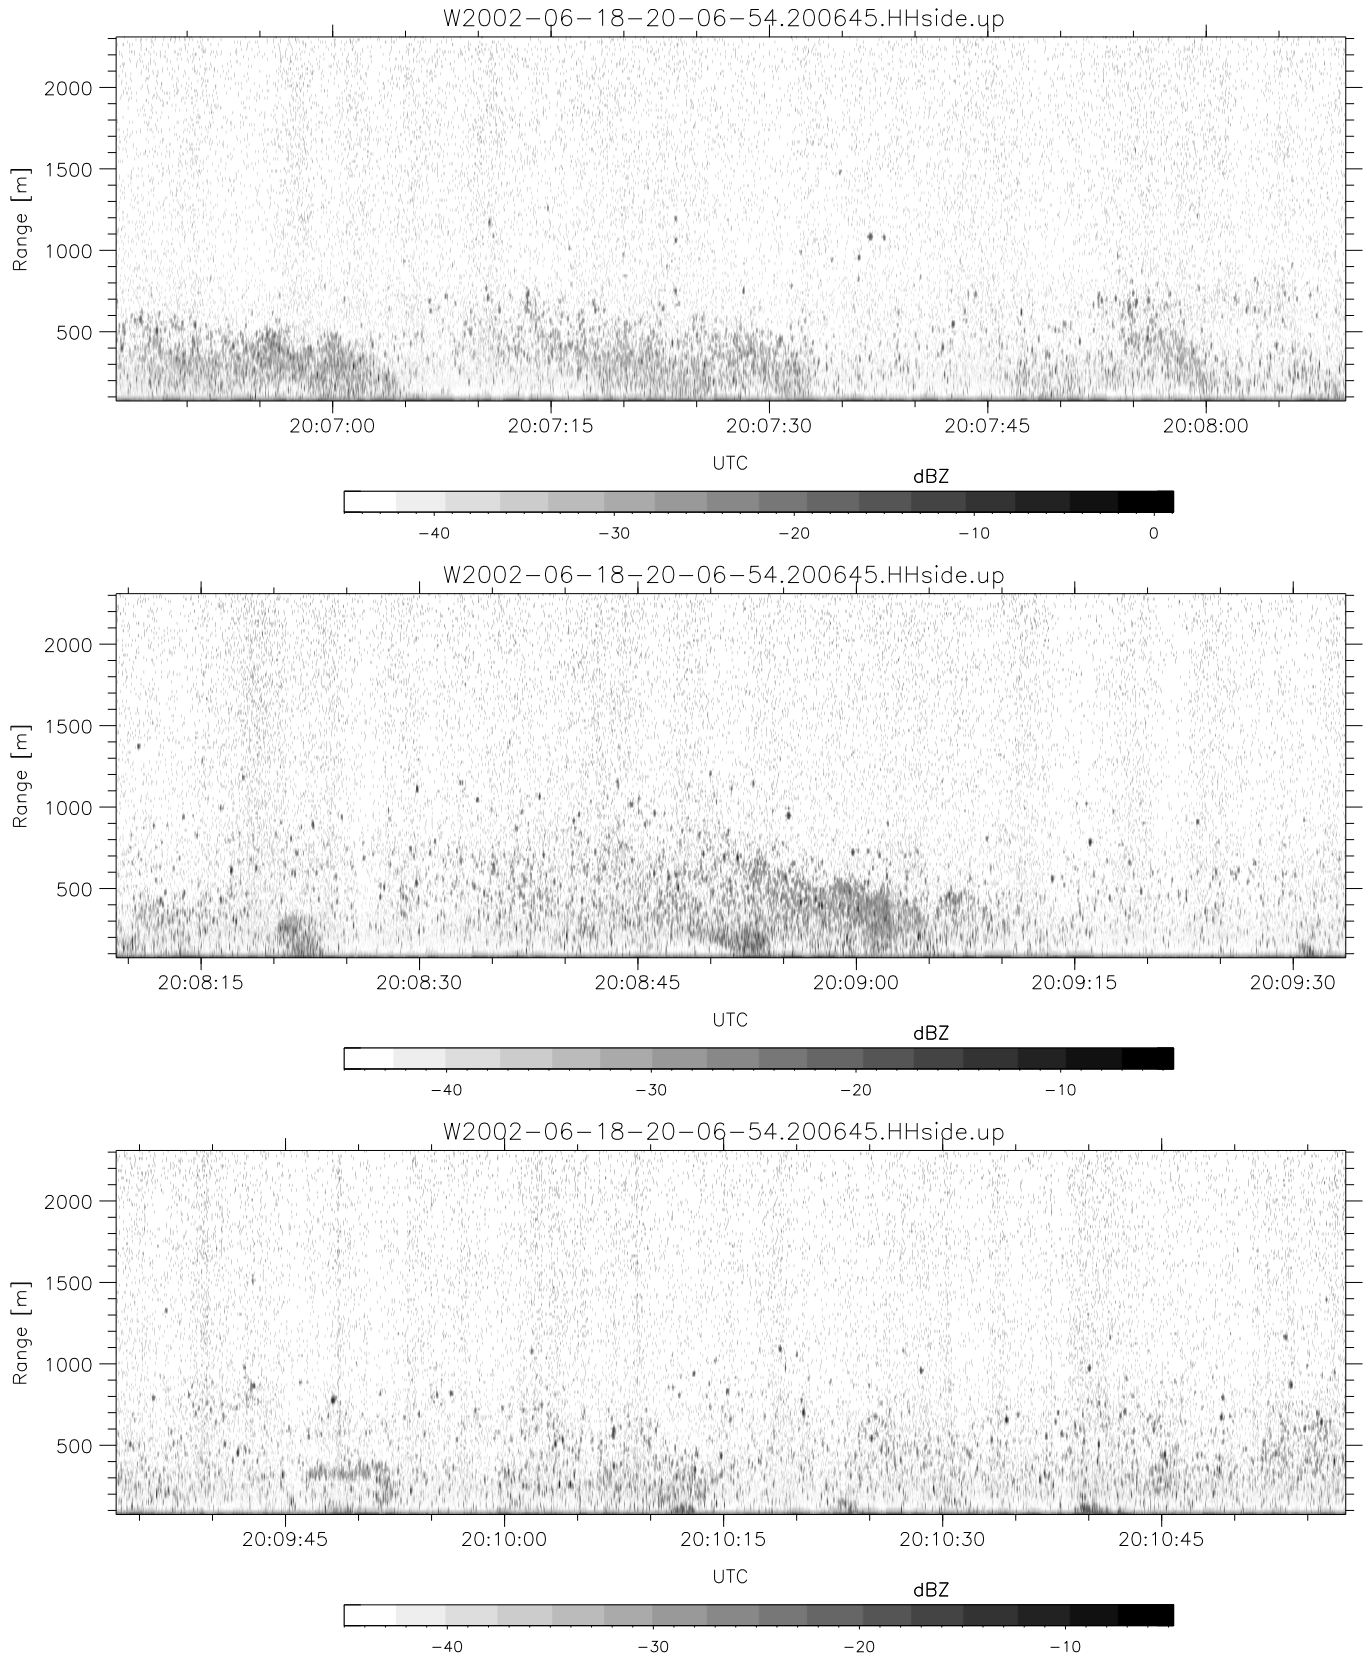 W2002-06-18-20-06-54.200645.HHside.up
2000
1500
1000
500
Range [m]
20:07:00 20:07:15 20:07:30 20:07:45 20:08:00
UTC
dBZ
-40 -30 -20 -10 0
W2002-06-18-20-06-54.200645.HHside.up
2000
1500
1000
500
Range [m]
20:08:15 20:08:30 20:08:45 20:09:00 20:09:15 20:09:30
UTC
dBZ
-40 -30 -20 -10
W2002-06-18-20-06-54.200645.HHside.up
2000
1500
1000
500
Range [m]
20:09:45 20:10:00 20:10:15 20:10:30 20:10:45
UTC
dBZ
-40 -30 -20 -10